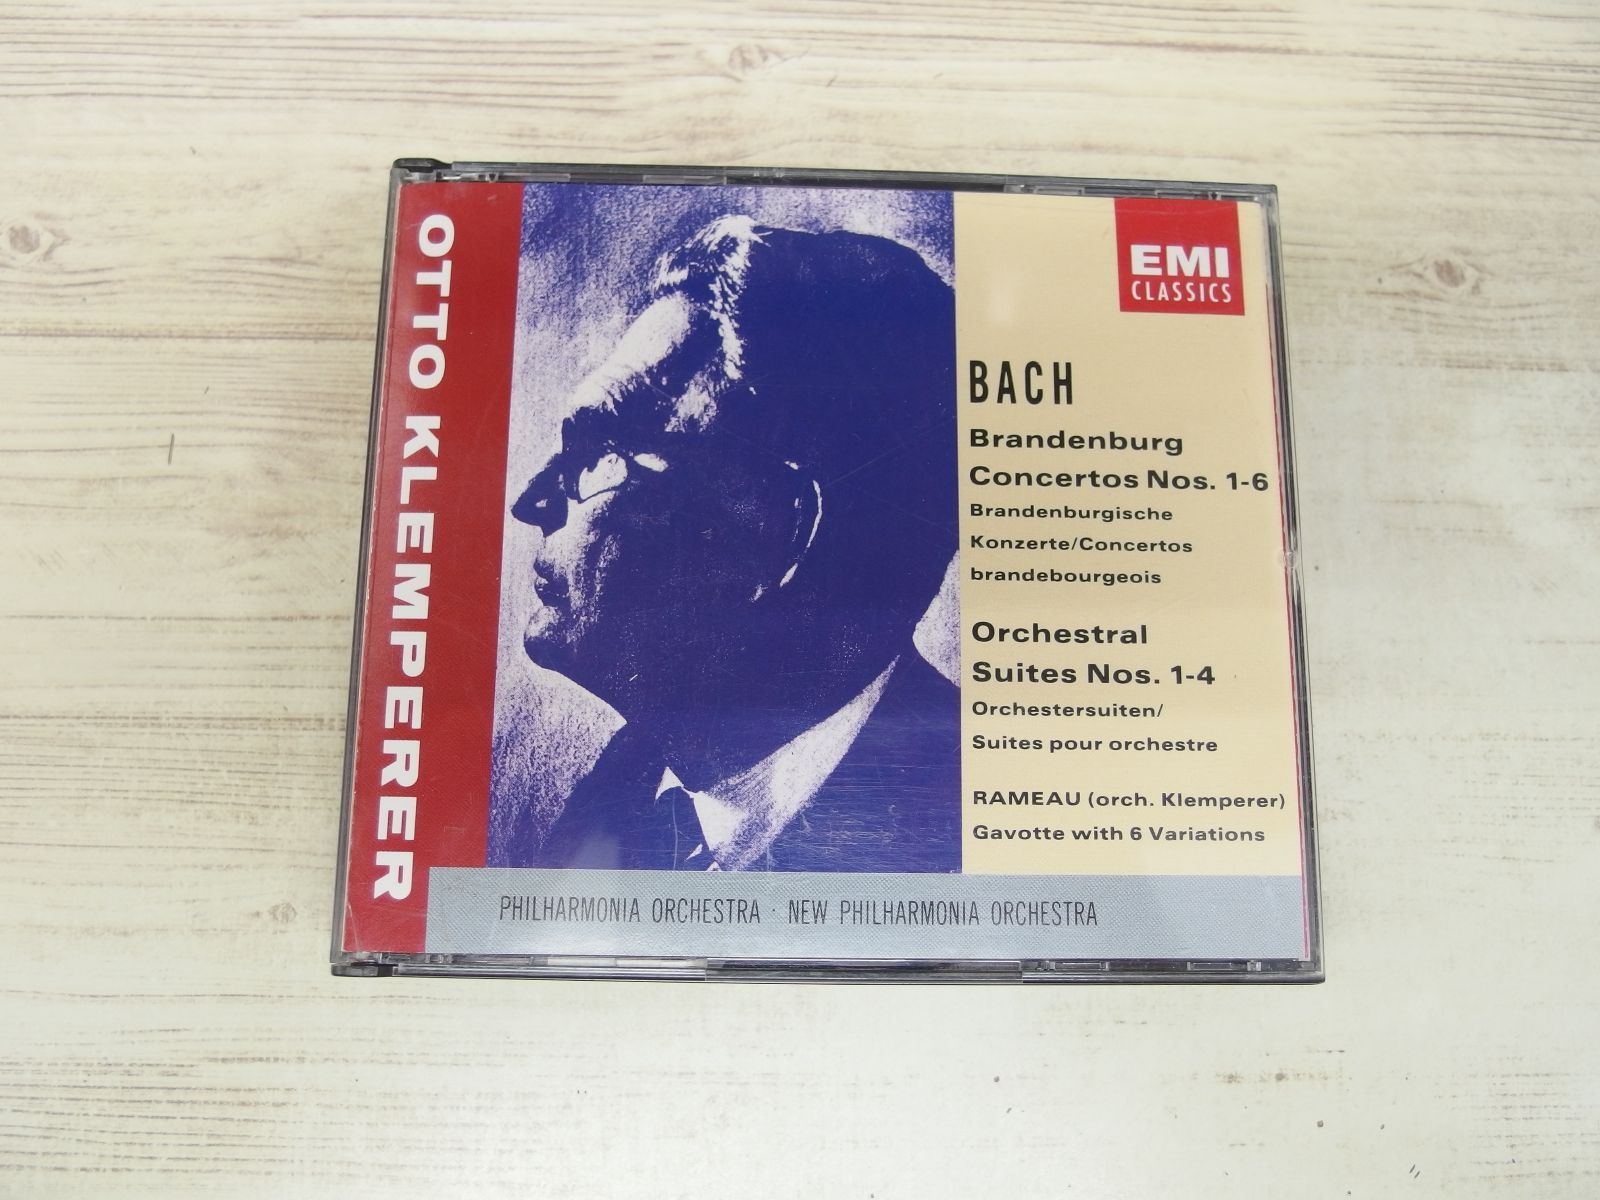 OTTO KLEMPERER
EMI
CLASSICS
BACH
Brandenburg
Concertos Nos. 1-6
Brandenburgische
Konzerte/Concertos
brandebourgeois
Orchestral
Suites Nos. 1-4
Orchestersuiten/
Suites pour orchestre
RAMEAU (orch. Klemperer)
Gavotte with 6 Variations
PHILHARMONIA ORCHESTRA · NEW PHILHARMONIA ORCHESTRA